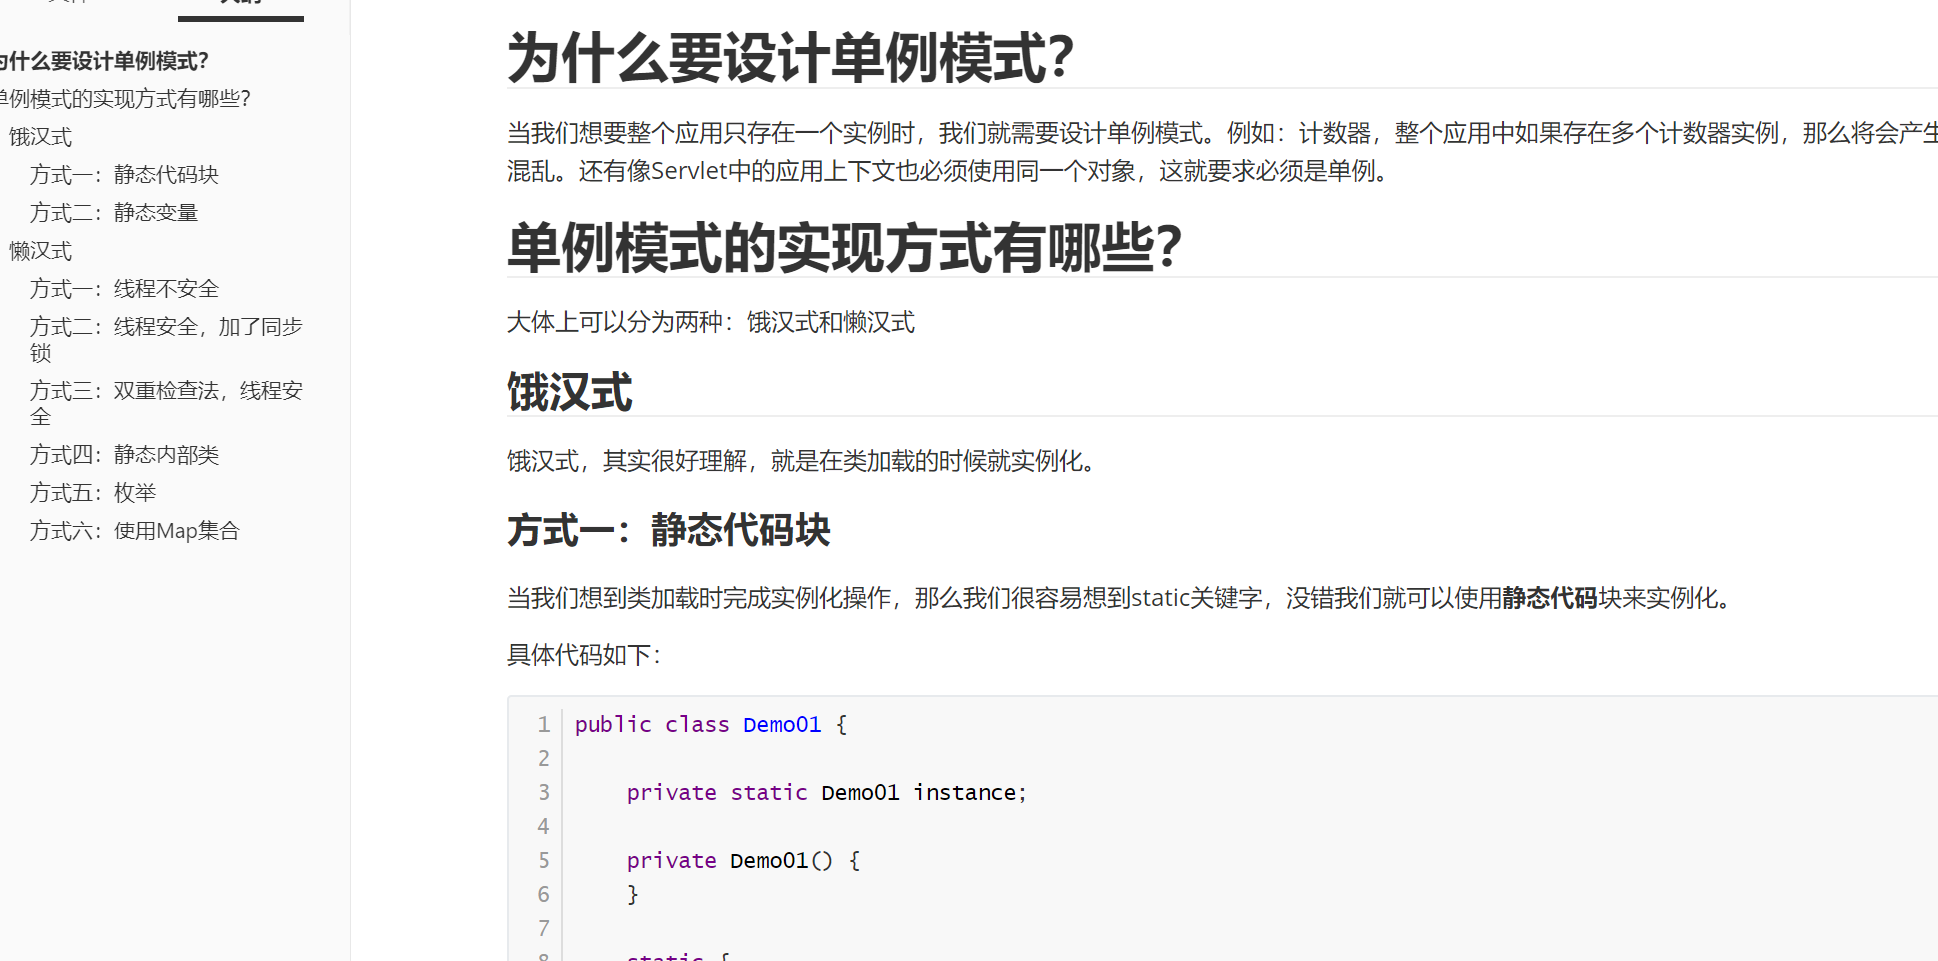 为什么要设计单例模式?
单例模式的实现方式有哪些?
饿汉式
方式一：静态代码块
方式二：静态变量
懒汉式
方式一：线程不安全
方式二：线程安全，加了同步
锁
方式三：双重检查法，线程安
全
方式四：静态内部类
方式五：枚举
方式六：使用Map集合
为什么要设计单例模式?
当我们想要整个应用只存在一个实例时，我们就需要设计单例模式。例如：计数器，整个应用中如果存在多个计数器实例，那么将会产生
混乱。还有像Servlet中的应用上下文也必须使用同一个对象，这就要求必须是单例。
单例模式的实现方式有哪些?
大体上可以分为两种：饿汉式和懒汉式
饿汉式
饿汉式，其实很好理解，就是在类加载的时候就实例化。
方式一：静态代码块
当我们想到类加载时完成实例化操作，那么我们很容易想到static关键字，没错我们就可以使用静态代码块来实例化。
具体代码如下：
1 public class Demo01 {
2
3 private static Demo01 instance;
4
5 private Demo01() {
6 }
7
8 static {